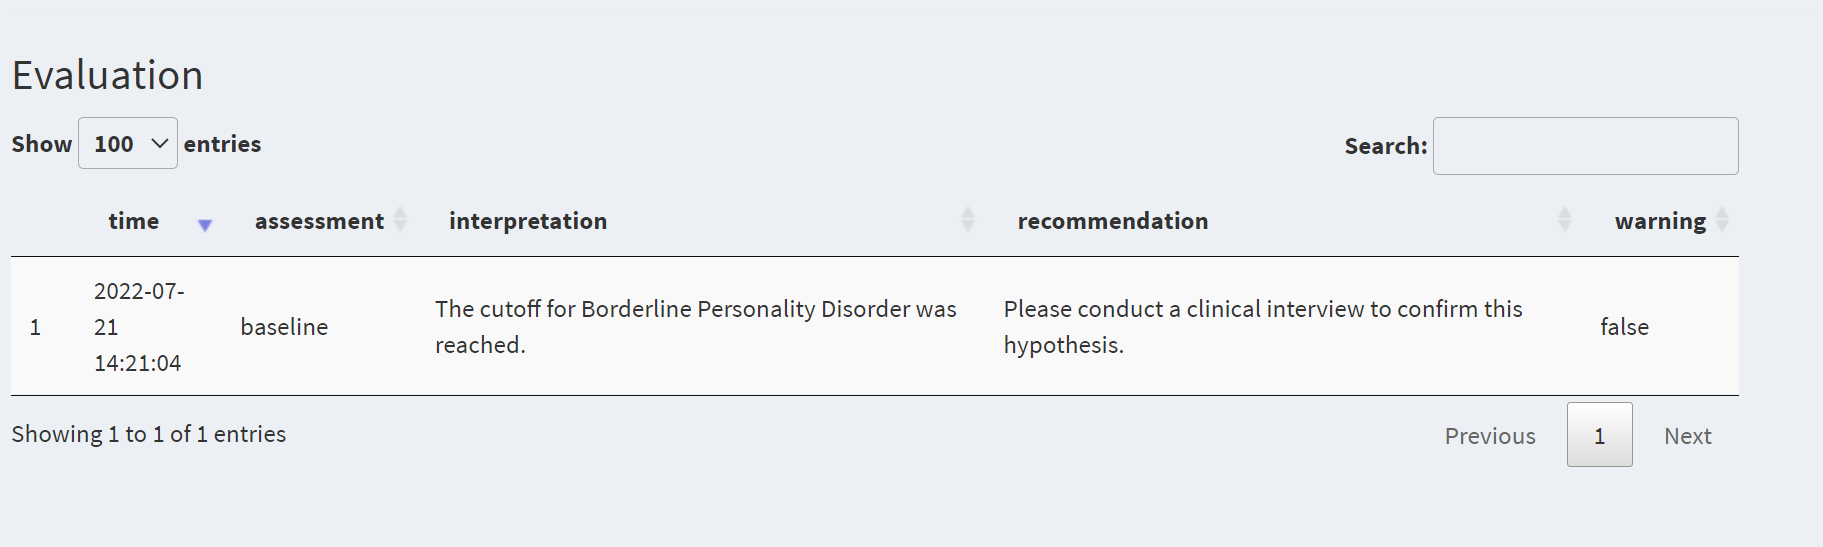 Evaluation
Show 100 entries
Search:
time assessment interpretation recommendation warning
1 2022-07-21 14:21:04 baseline The cutoff for Borderline Personality Disorder was reached. Please conduct a clinical interview to confirm this hypothesis. false
Showing 1 to 1 of 1 entries
Previous 1 Next